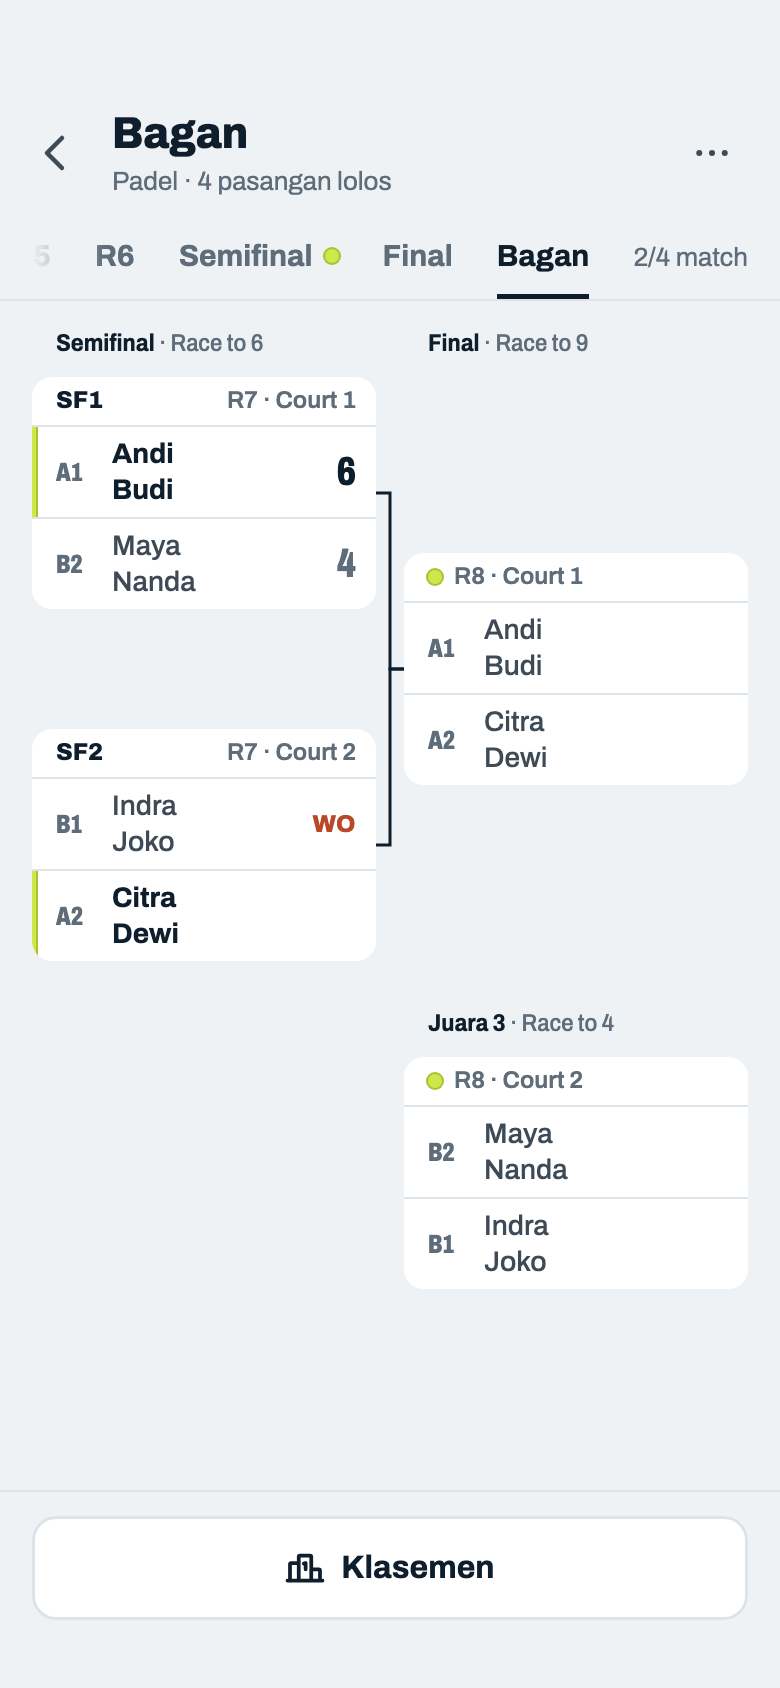 Bagan
Padel · 4 pasangan lolos
5 R6 Semifinal Final Bagan 2/4 match
Semifinal · Race to 6
SF1 R7 · Court 1
A1 Andi
Budi 6
B2 Maya
Nanda 4
SF2 R7 · Court 2
B1 Indra
Joko WO
A2 Citra
Dewi
Final · Race to 9
R8 · Court 1
A1 Andi
Budi
A2 Citra
Dewi
Juara 3 · Race to 4
R8 · Court 2
B2 Maya
Nanda
B1 Indra
Joko
Klasemen